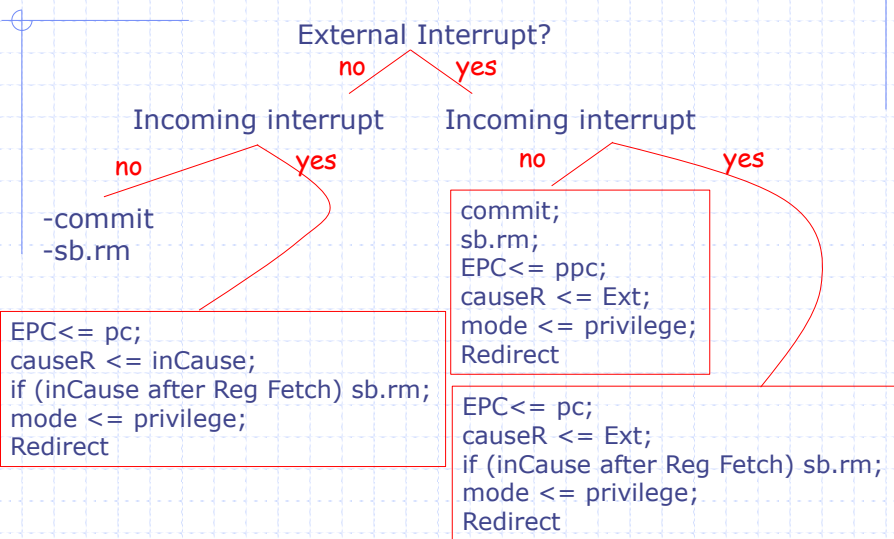 External Interrupt?
no
yes
Incoming interrupt
Incoming interrupt
no
yes
no
yes
-commit
-sb.rm
commit;
sb.rm;
EPC<= ppc;
causeR <= Ext;
mode <= privilege;
Redirect
EPC<= pc;
causeR <= inCause;
if (inCause after Reg Fetch) sb.rm;
mode <= privilege;
Redirect
EPC<= pc;
causeR <= Ext;
if (inCause after Reg Fetch) sb.rm;
mode <= privilege;
Redirect